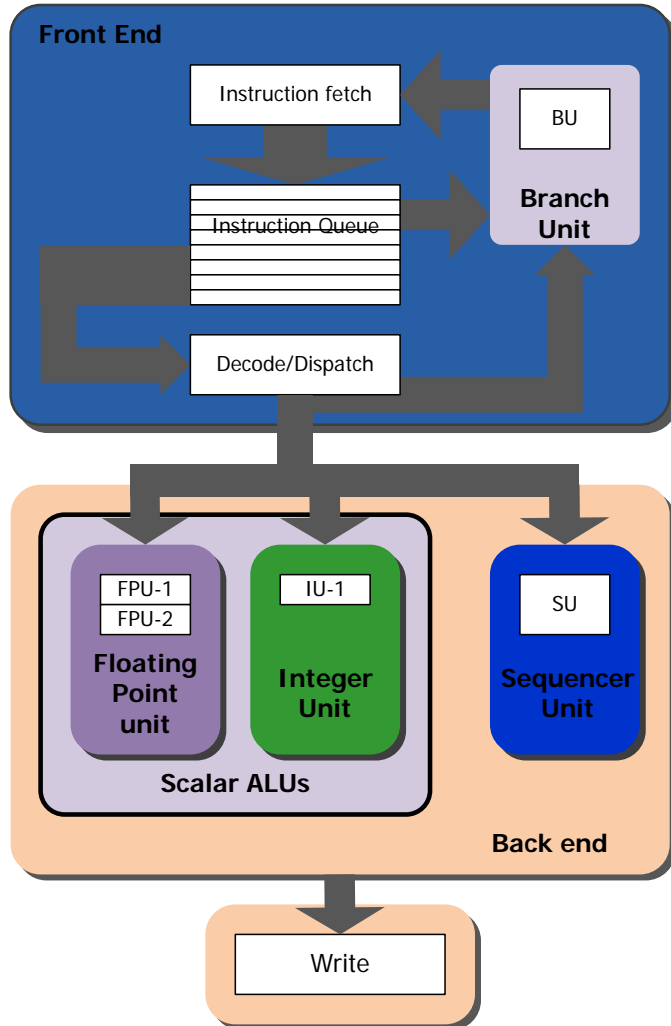 Front End
Instruction fetch
BU
Branch
Unit
Instruction Queue
Decode/Dispatch
FPU-1
FPU-2
Floating
Point
unit
IU-1
Integer
Unit
SU
Sequencer
Unit
Scalar ALUs
Back end
Write